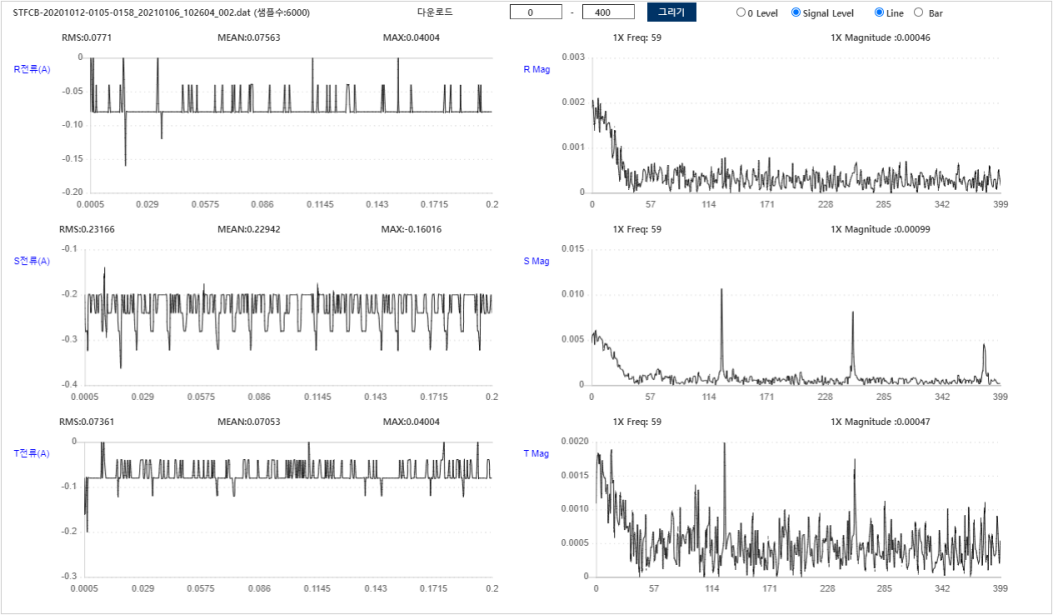 STFCB-20201012-0105-0158_20210106_102604_002.dat (샘플수:6000) 다운로드 0 - 400 그리기 0 Level Signal Level Line Bar
RMS:0.0771 MEAN:0.07563 MAX:0.04004 1X Freq: 59 1X Magnitude :0.00046
R전류(A) R Mag
0 0.003
-0.05 0.002
-0.10 0.001
-0.15
-0.20 0
0.0005 0.029 0.0575 0.086 0.1145 0.143 0.1715 0.2 0 57 114 171 228 285 342 399
RMS:0.23166 MEAN:0.22942 MAX:-0.16016 1X Freq: 59 1X Magnitude :0.00099
S전류(A) S Mag
-0.1 0.015
-0.2 0.010
-0.3 0.005
-0.4 0
0.0005 0.029 0.0575 0.086 0.1145 0.143 0.1715 0.2 0 57 114 171 228 285 342 399
RMS:0.07361 MEAN:0.07053 MAX:0.04004 1X Freq: 59 1X Magnitude :0.00047
T전류(A) T Mag
0 0.0020
-0.1 0.0015
-0.2 0.0010
0.0005
-0.3 0
0.0005 0.029 0.0575 0.086 0.1145 0.143 0.1715 0.2 0 57 114 171 228 285 342 399